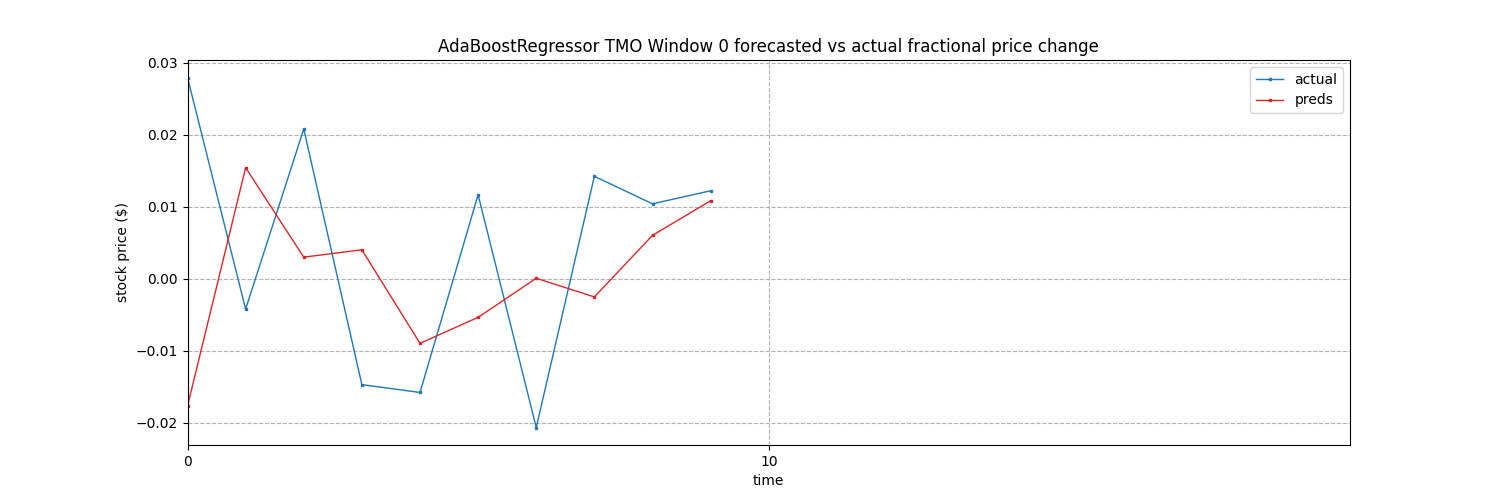 AdaBoostRegressor TMO Window 0 forecasted vs actual fractional price change
actual
preds
stock price ($)
0.03
0.02
0.01
0.00
−0.01
−0.02
0
10
time